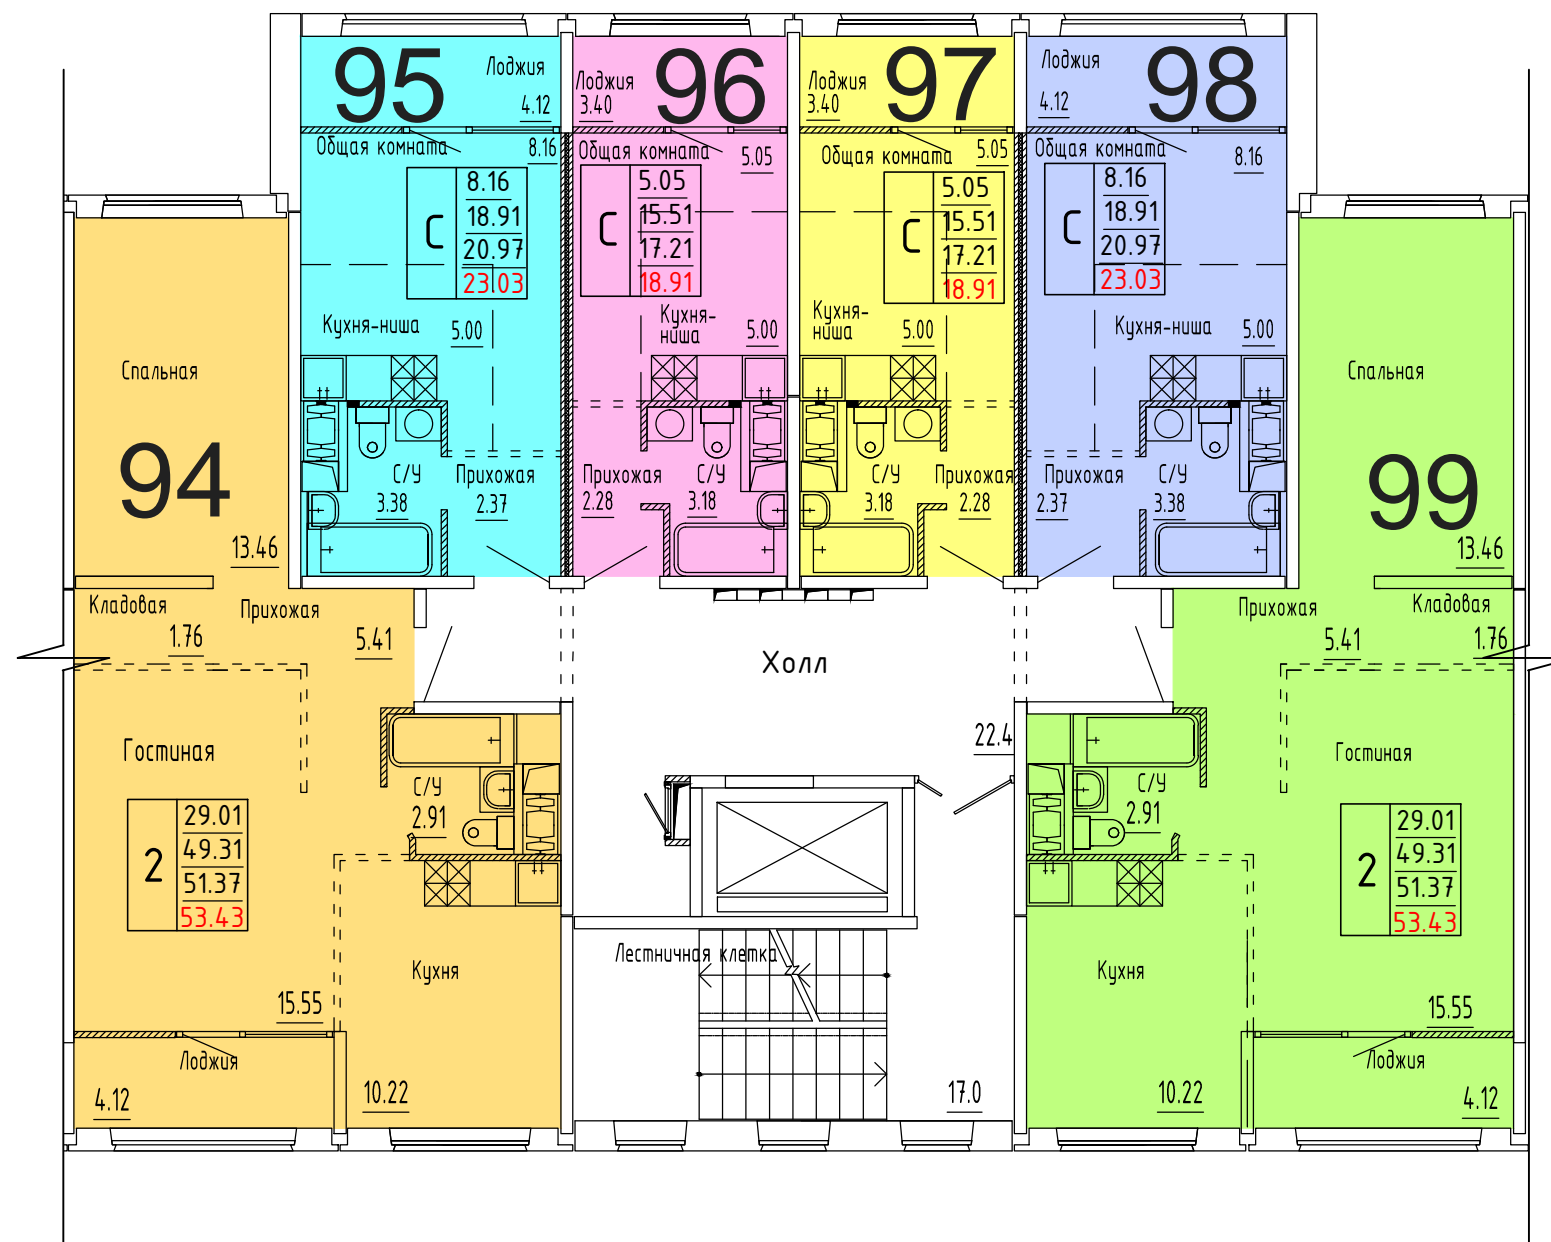 95
Лоджия
4.12
Общая комната
8.16
С
8.16
18.91
20.97
23.03
Кухня-ниша
5.00
С/У
3.38
Прихожая
2.37
96
Лоджия
3.40
Общая комната
5.05
С
5.05
15.51
17.21
18.91
Кухня-
ниша
5.00
Прихожая
2.28
С/У
3.18
97
Лоджия
3.40
Общая комната
5.05
С
5.05
15.51
17.21
18.91
Кухня-
ниша
5.00
С/У
3.18
Прихожая
2.28
98
Лоджия
4.12
Общая комната
8.16
С
8.16
18.91
20.97
23.03
Кухня-ниша
5.00
Прихожая
2.37
С/У
3.38
Спальная
94
13.46
Кладовая
1.76
Прихожая
5.41
Гостиная
2
29.01
49.31
51.37
53.43
С/У
2.91
Кухня
15.55
Лоджия
4.12
10.22
Холл
22.4
Лестничная клетка
17.0
Спальная
99
13.46
Прихожая
5.41
Кладовая
1.76
Гостиная
С/У
2.91
2
29.01
49.31
51.37
53.43
Кухня
15.55
Лоджия
10.22
4.12